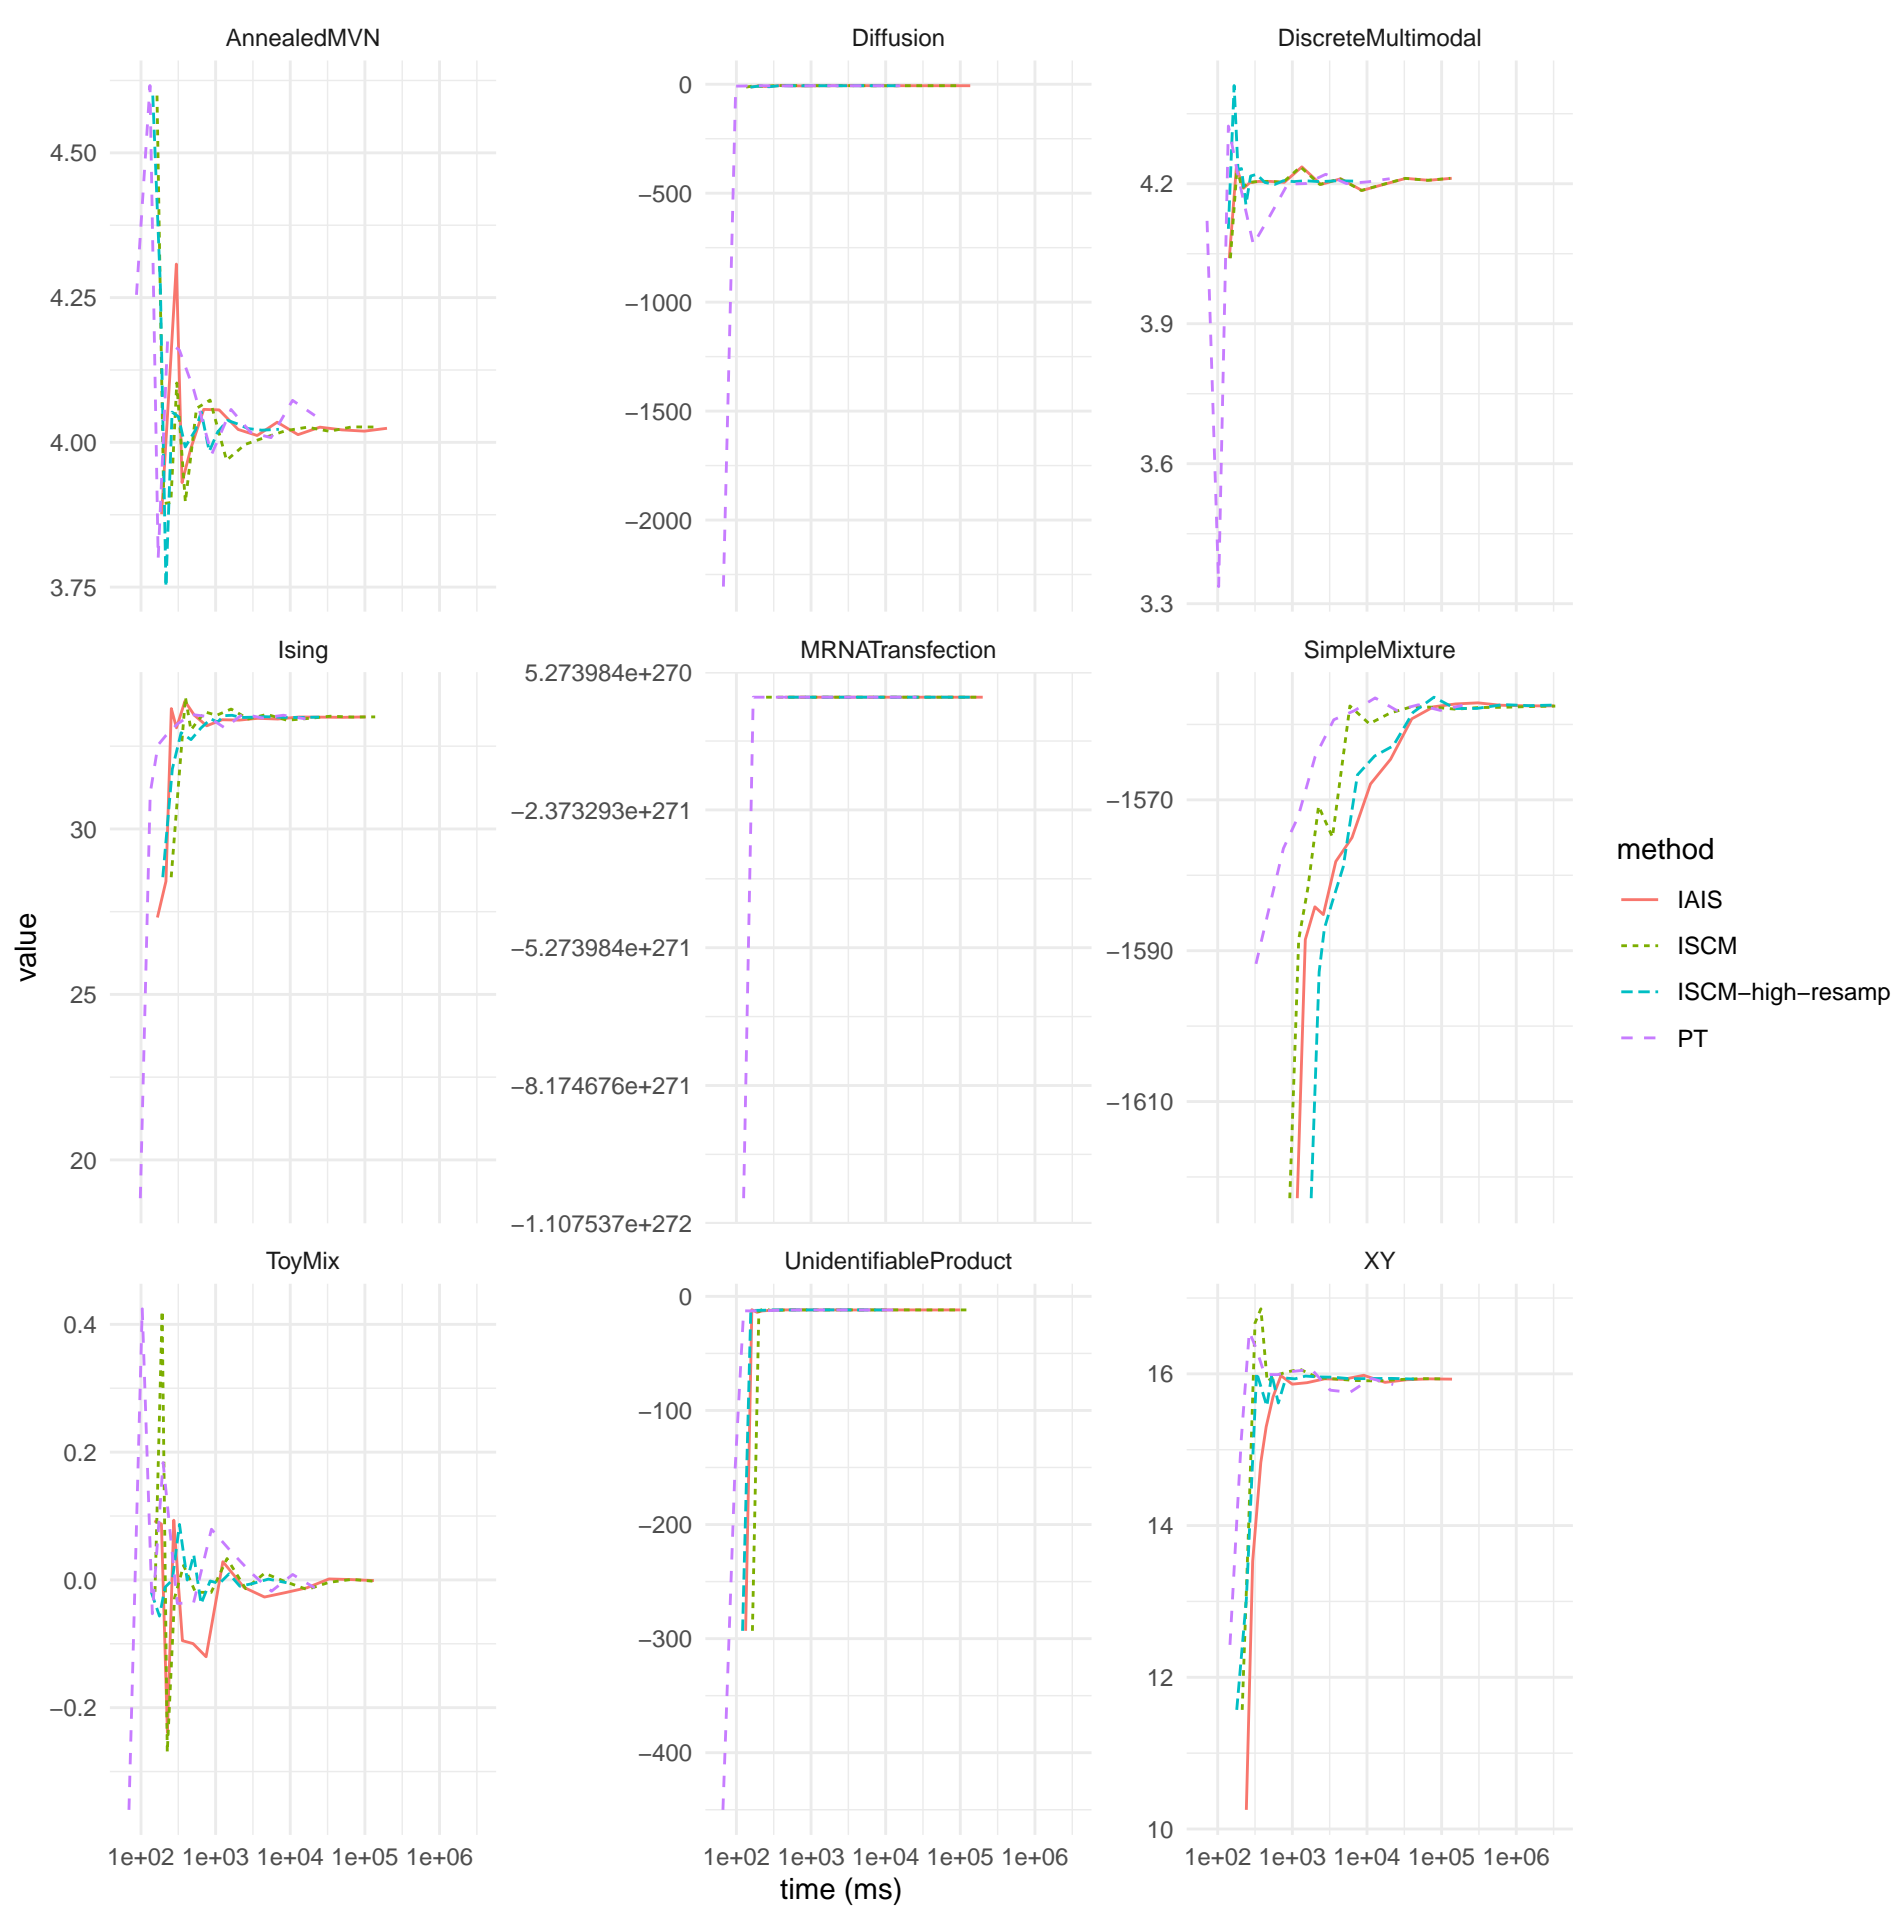 AnnealedMVN
Diffusion
DiscreteMultimodal
4.50
4.25
4.00
3.75
0
−500
−1000
−1500
−2000
4.2
3.9
3.6
3.3
Ising
MRNATransfection
SimpleMixture
30
25
20
5.273984e+270
−2.373293e+271
−5.273984e+271
−8.174676e+271
−1.107537e+272
−1570
−1590
−1610
ToyMix
UnidentifiableProduct
XY
0.4
0.2
0.0
−0.2
0
−100
−200
−300
−400
16
14
12
10
1e+02 1e+03 1e+04 1e+05 1e+06
1e+02 1e+03 1e+04 1e+05 1e+06
1e+02 1e+03 1e+04 1e+05 1e+06
time (ms)
value
method
IAIS
ISCM
ISCM−high−resamp
PT